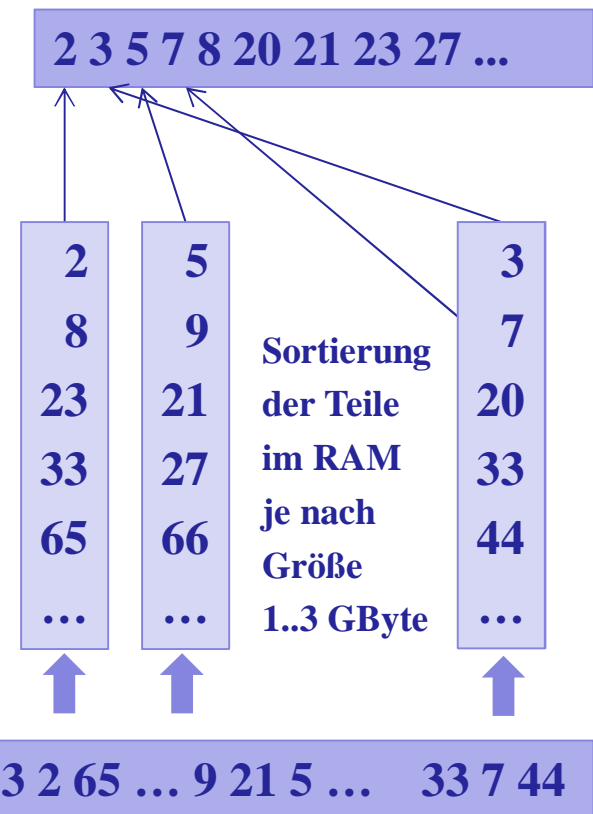 2 3 5 7 8 20 21 23 27 ...
2
8
23
33
65
...
5
9
21
27
66
...
Sortierung
der Teile
im RAM
je nach
Größe
1..3 GByte
3
7
20
33
44
...
3 2 65 ... 9 21 5 ... 33 7 44